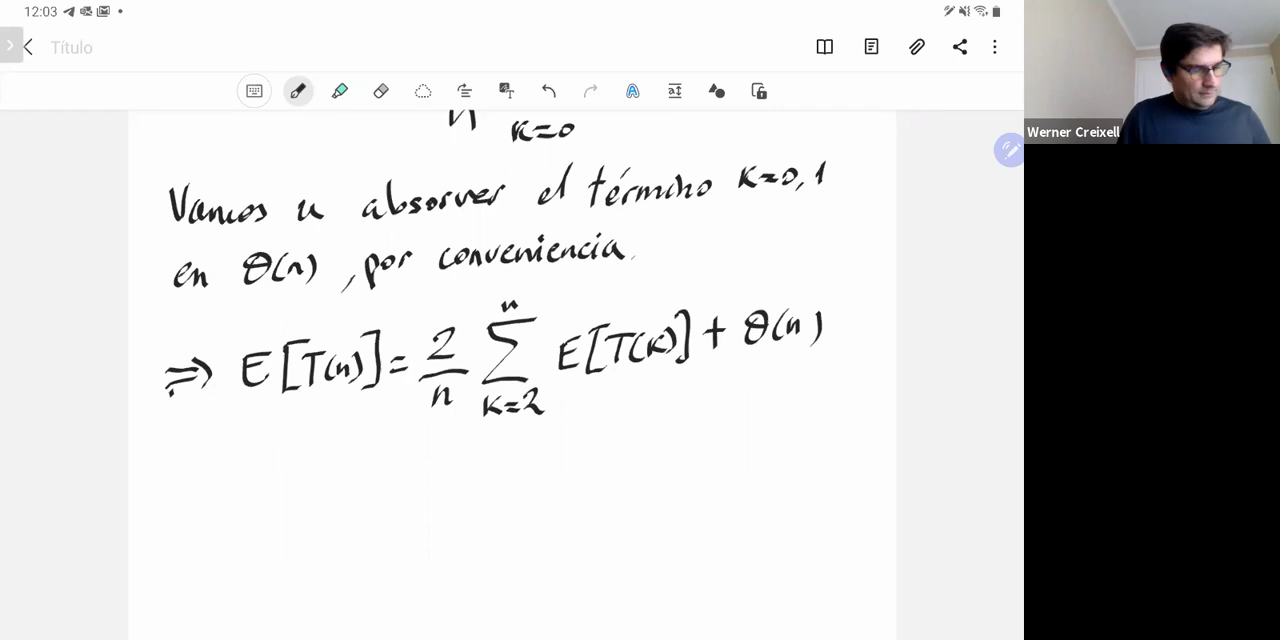 12:03
Título
n K=0
Vamos a absorver el término K=0,1
en Θ(n), por conveniencia.
⇒ E[T(n)] = 2/n ∑_{K=2}^{n} E[T(K)] + Θ(n)
Werner Creixell